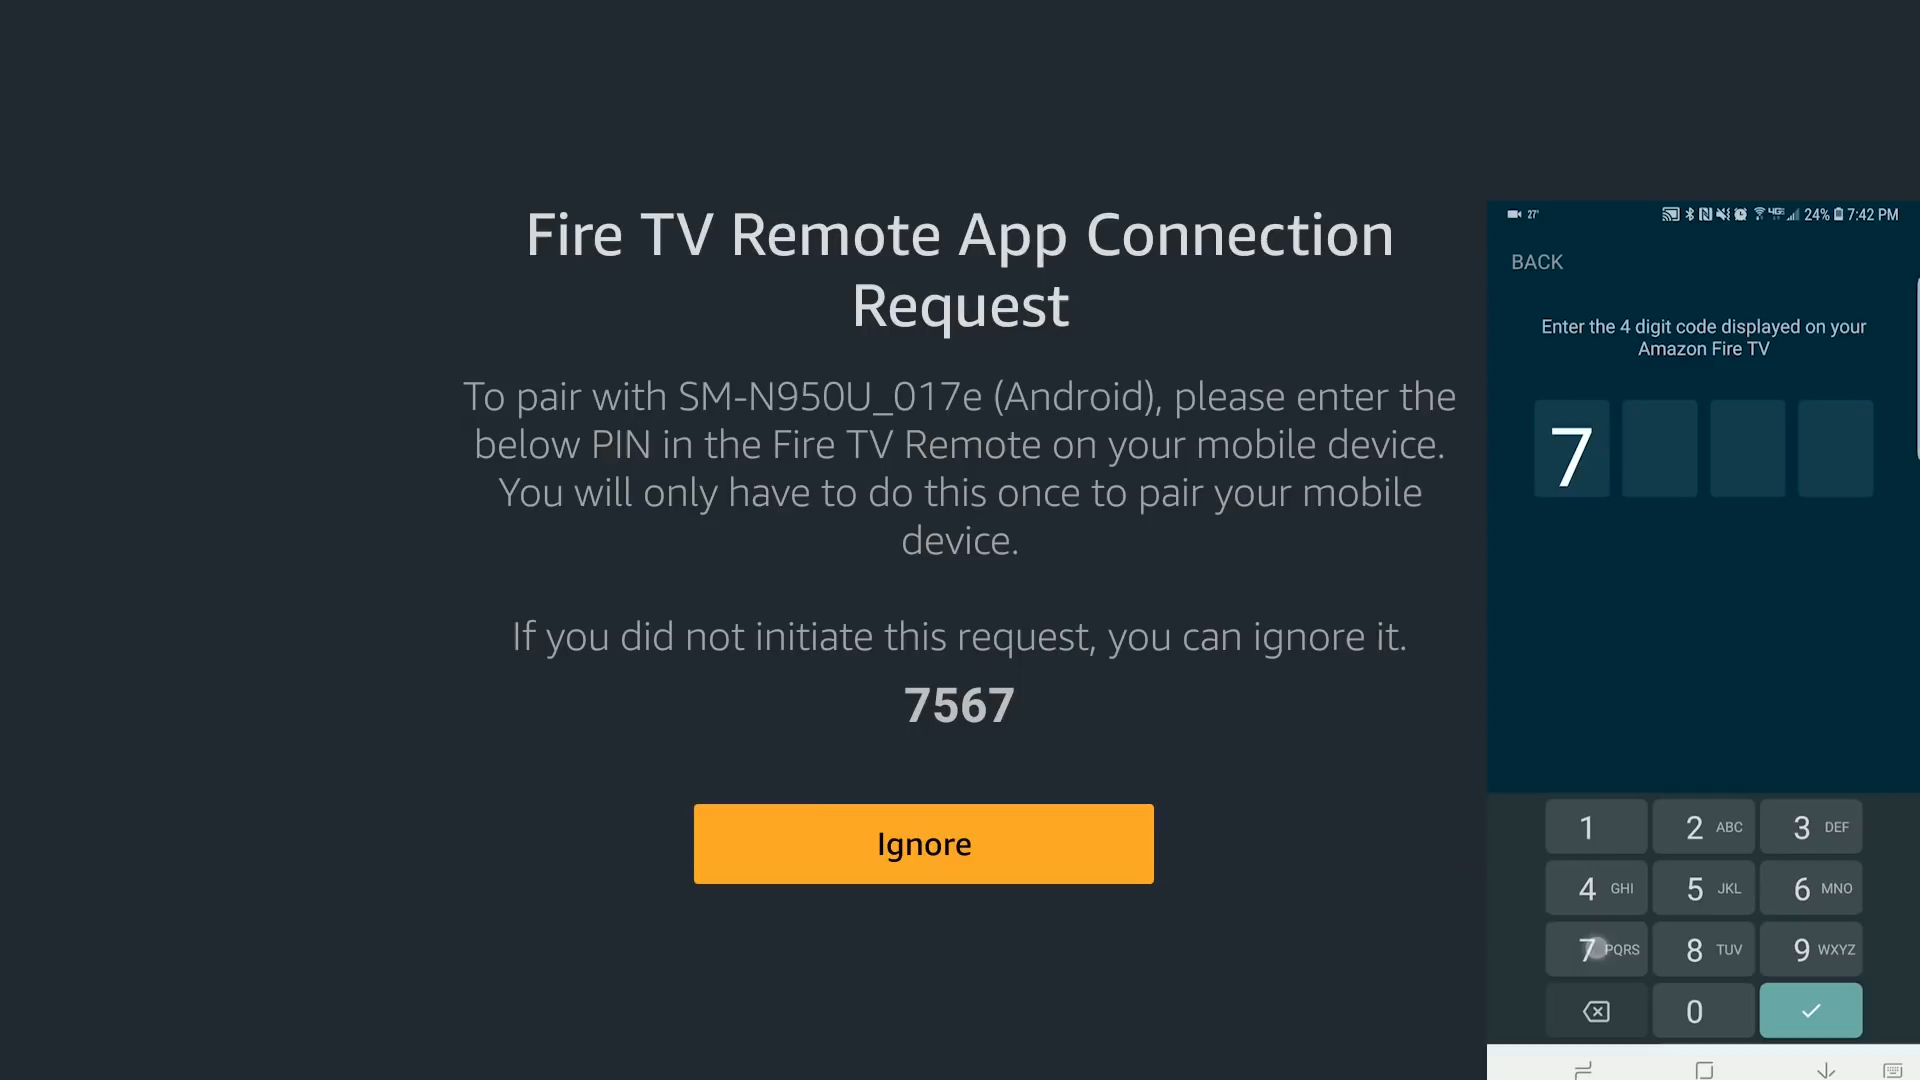 Fire TV Remote App Connection
Request
To pair with SM-N950U_017e (Android), please enter the
below PIN in the Fire TV Remote on your mobile device.
You will only have to do this once to pair your mobile
device.
If you did not initiate this request, you can ignore it.
7567
Ignore
27° 24% 7:42 PM
BACK
Enter the 4 digit code displayed on your
Amazon Fire TV
7
1 2 ABC 3 DEF
4 GHI 5 JKL 6 MNO
7 PQRS 8 TUV 9 WXYZ
0